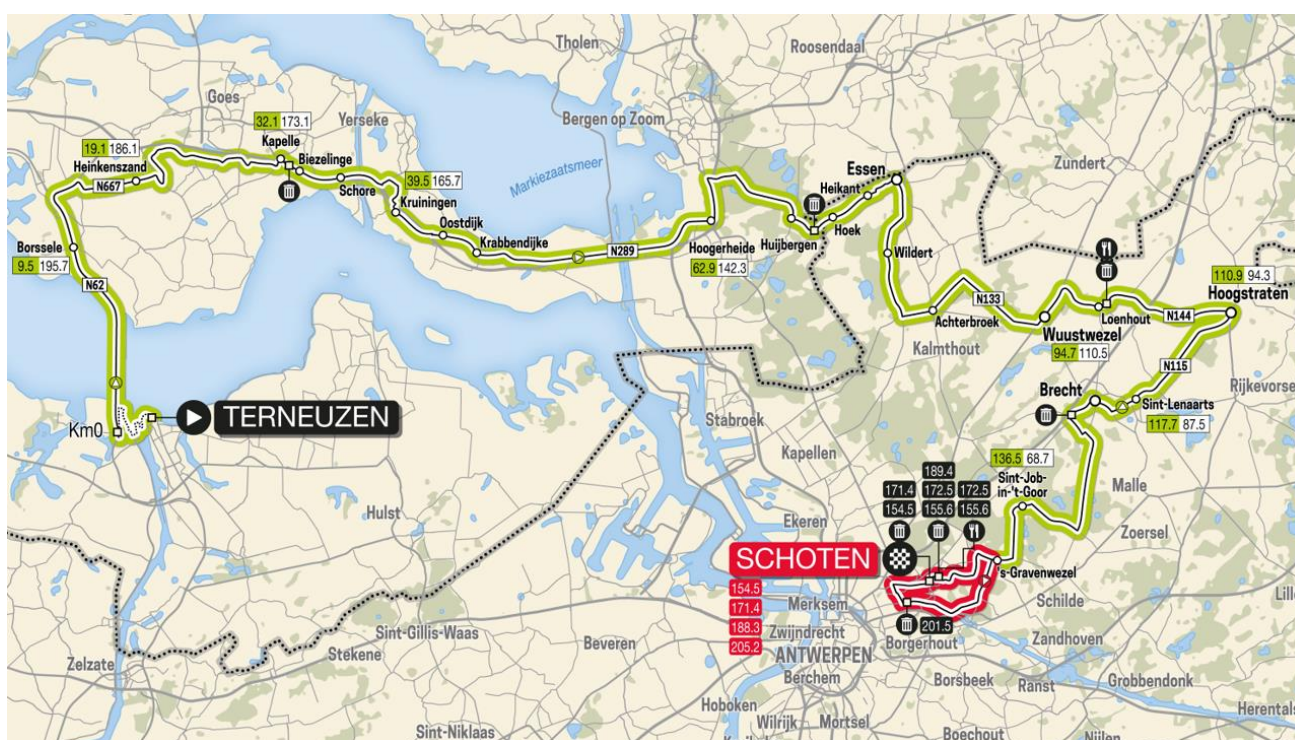 Tholen
Roosendaal
Goes
32.1 173.1
Kapelle
Yerseke
Bergen op Zoom
19.1 186.1
Heinkenszand
Biezelinge
Zundert
Essen
N667
Schore
39.5 165.7
Kruiningen
Markiezaatsmeer
Heikant
Hoek
Oostdijk
Borssele
9.5 195.7
Krabbendijke
N289
Hoogerheide
62.9 142.3
Huijbergen
Wildert
N62
110.9 94.3
Hoogstraten
N133
Achterbroek
Loenhout
N144
Wuustwezel
94.7 110.5
Kalmthout
N115
Brecht
Rijkevorse
Km0
TERNEUZEN
Stabroek
Sint-Lenaarts
117.7 87.5
Kapellen
136.5 68.7
Sint-Job-
in-'t-Goor
Malle
189.4
171.4 172.5 172.5
154.5 155.6 155.6
Hulst
Ekeren
Zoersel
SCHOTEN
154.5
171.4
188.3
205.2
's-Gravenwezel
Merksem
Schilde
201.5
Sint-Gillis-Waas
Beveren
Zwijndrecht
Borgerhout
Zandhoven
Lille
Zelzate
Stekene
ANTWERPEN
Berchem
Borsbeek
Ranst
Grobbendonk
Hoboken
Wilrijk
Mortsel
Herentals
Sint-Niklaas
Boechout
Nijlen